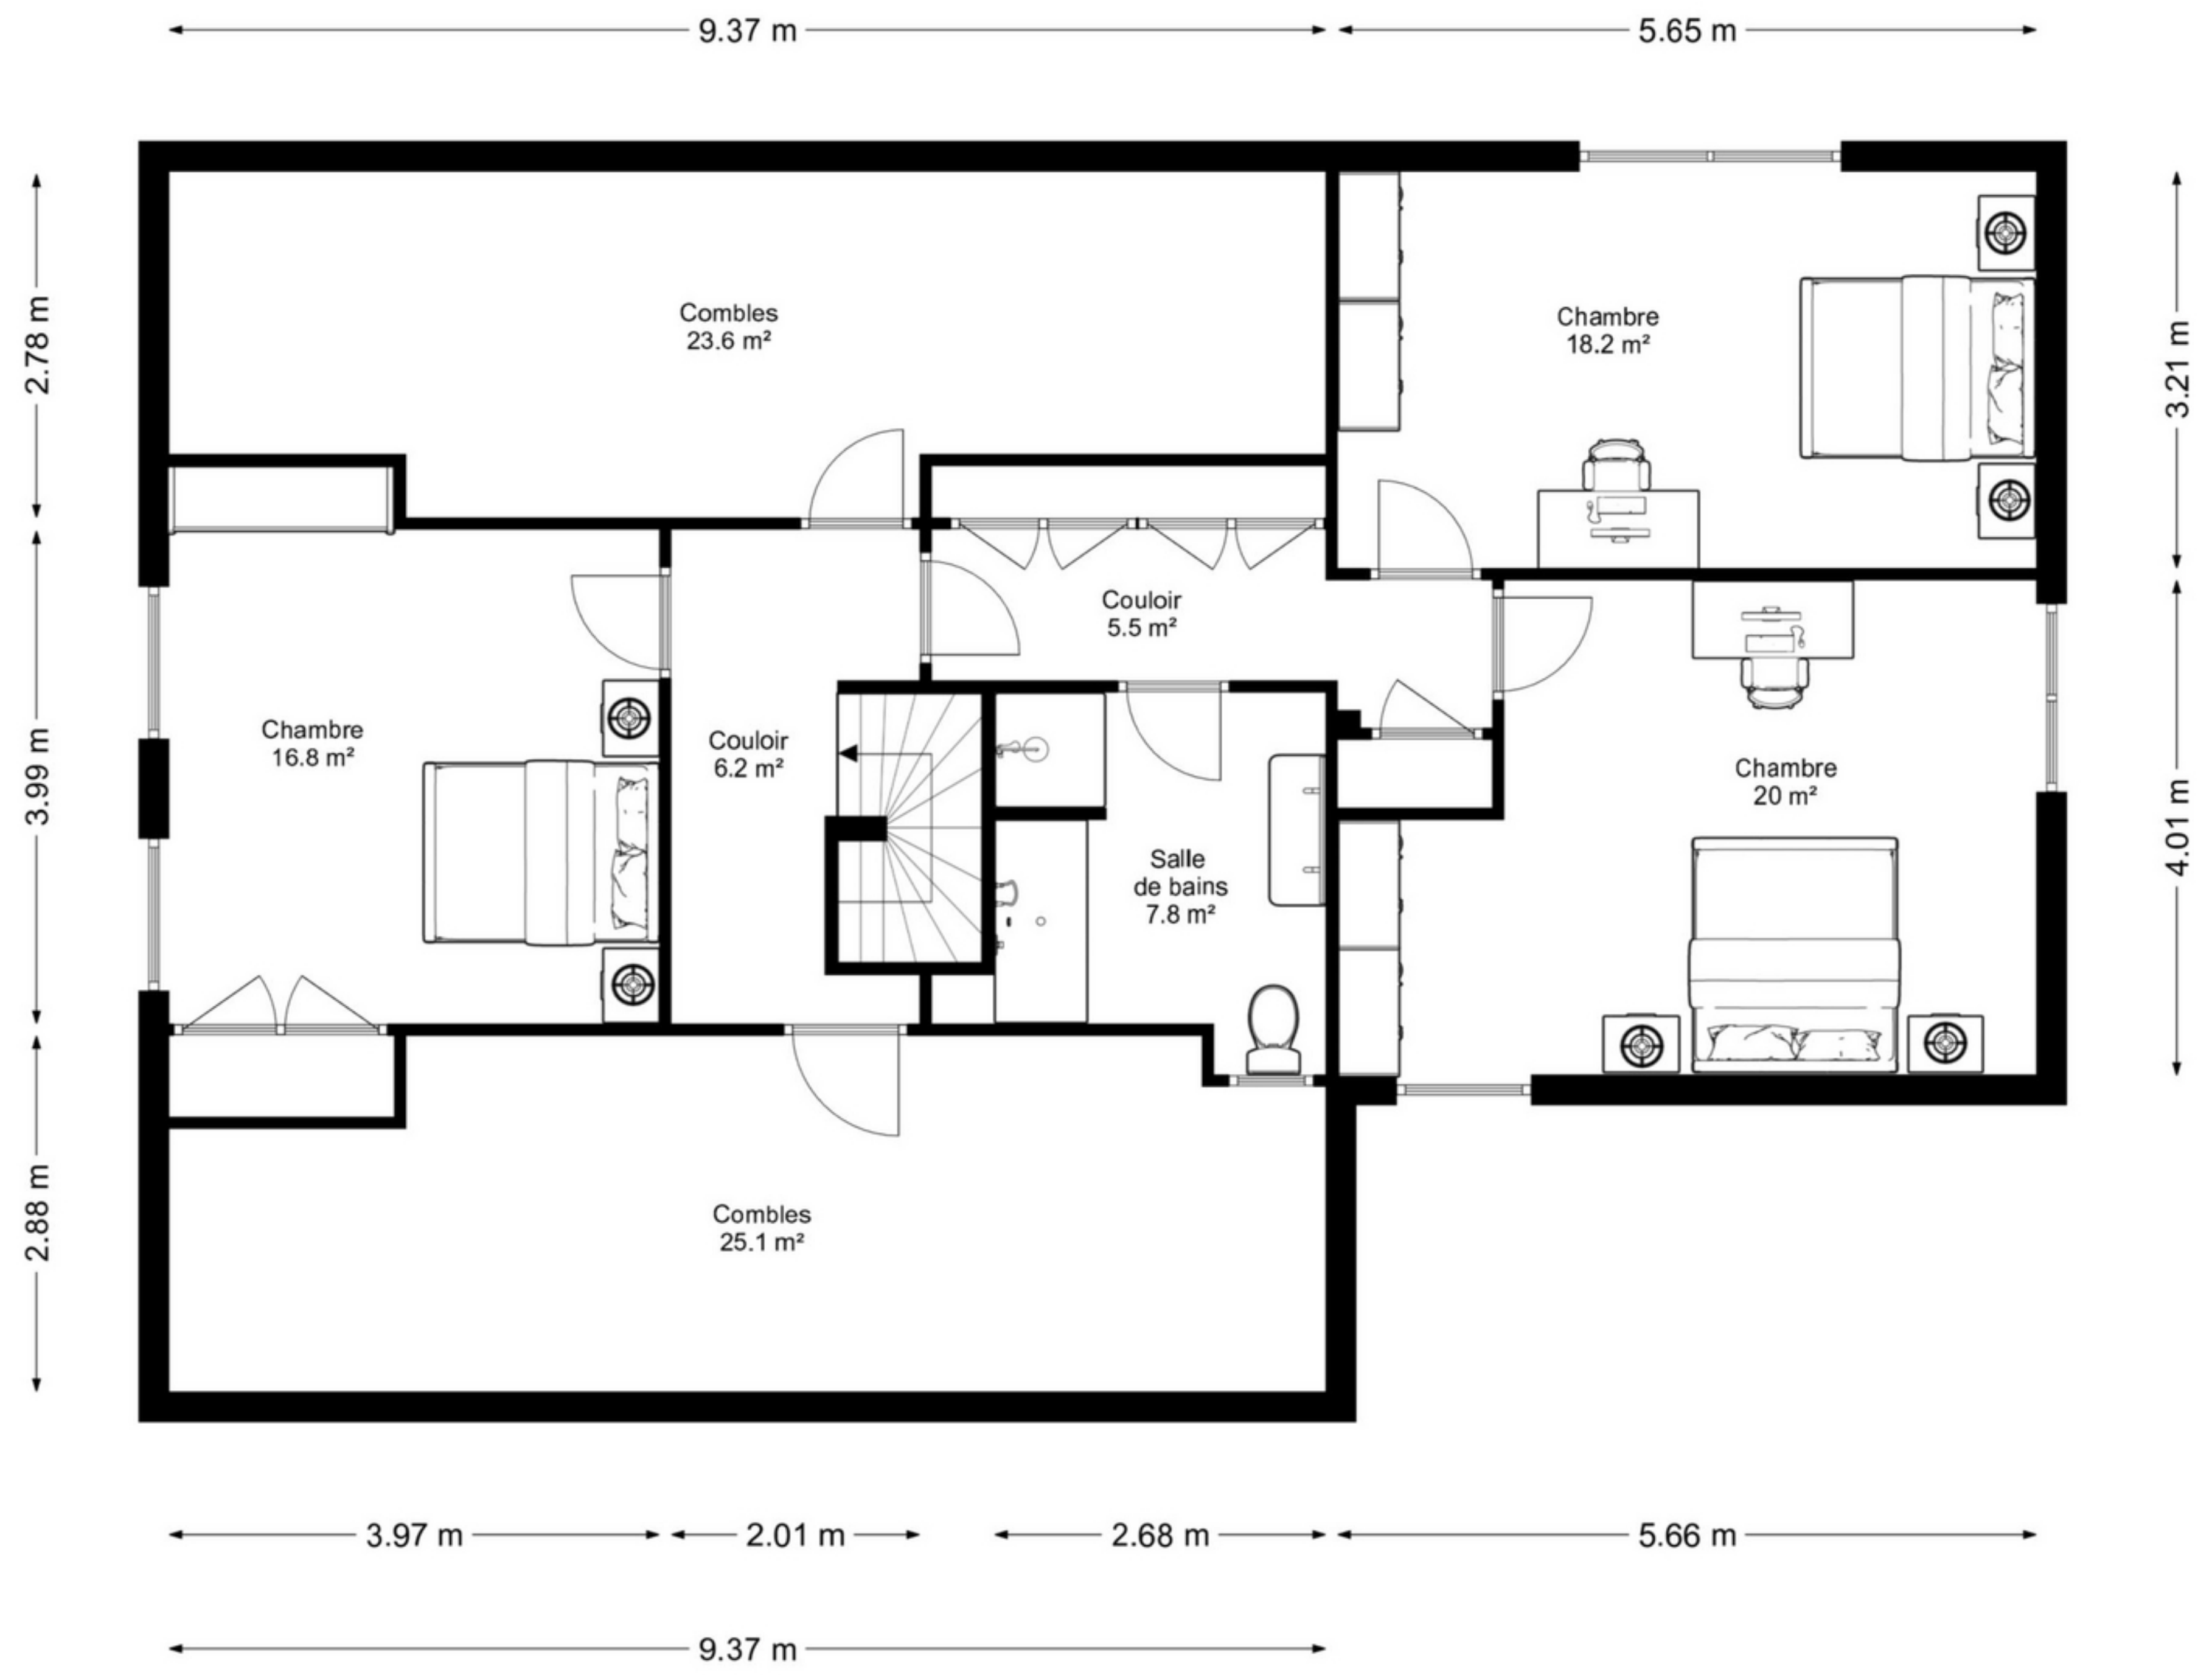 9.37 m
5.65 m
2.78 m
3.21 m
Combles
23.6 m²
Chambre
18.2 m²
Couloir
5.5 m²
Chambre
16.8 m²
Couloir
6.2 m²
3.99 m
Chambre
20 m²
4.01 m
Salle
de bains
7.8 m²
2.88 m
Combles
25.1 m²
3.97 m
2.01 m
2.68 m
5.66 m
9.37 m